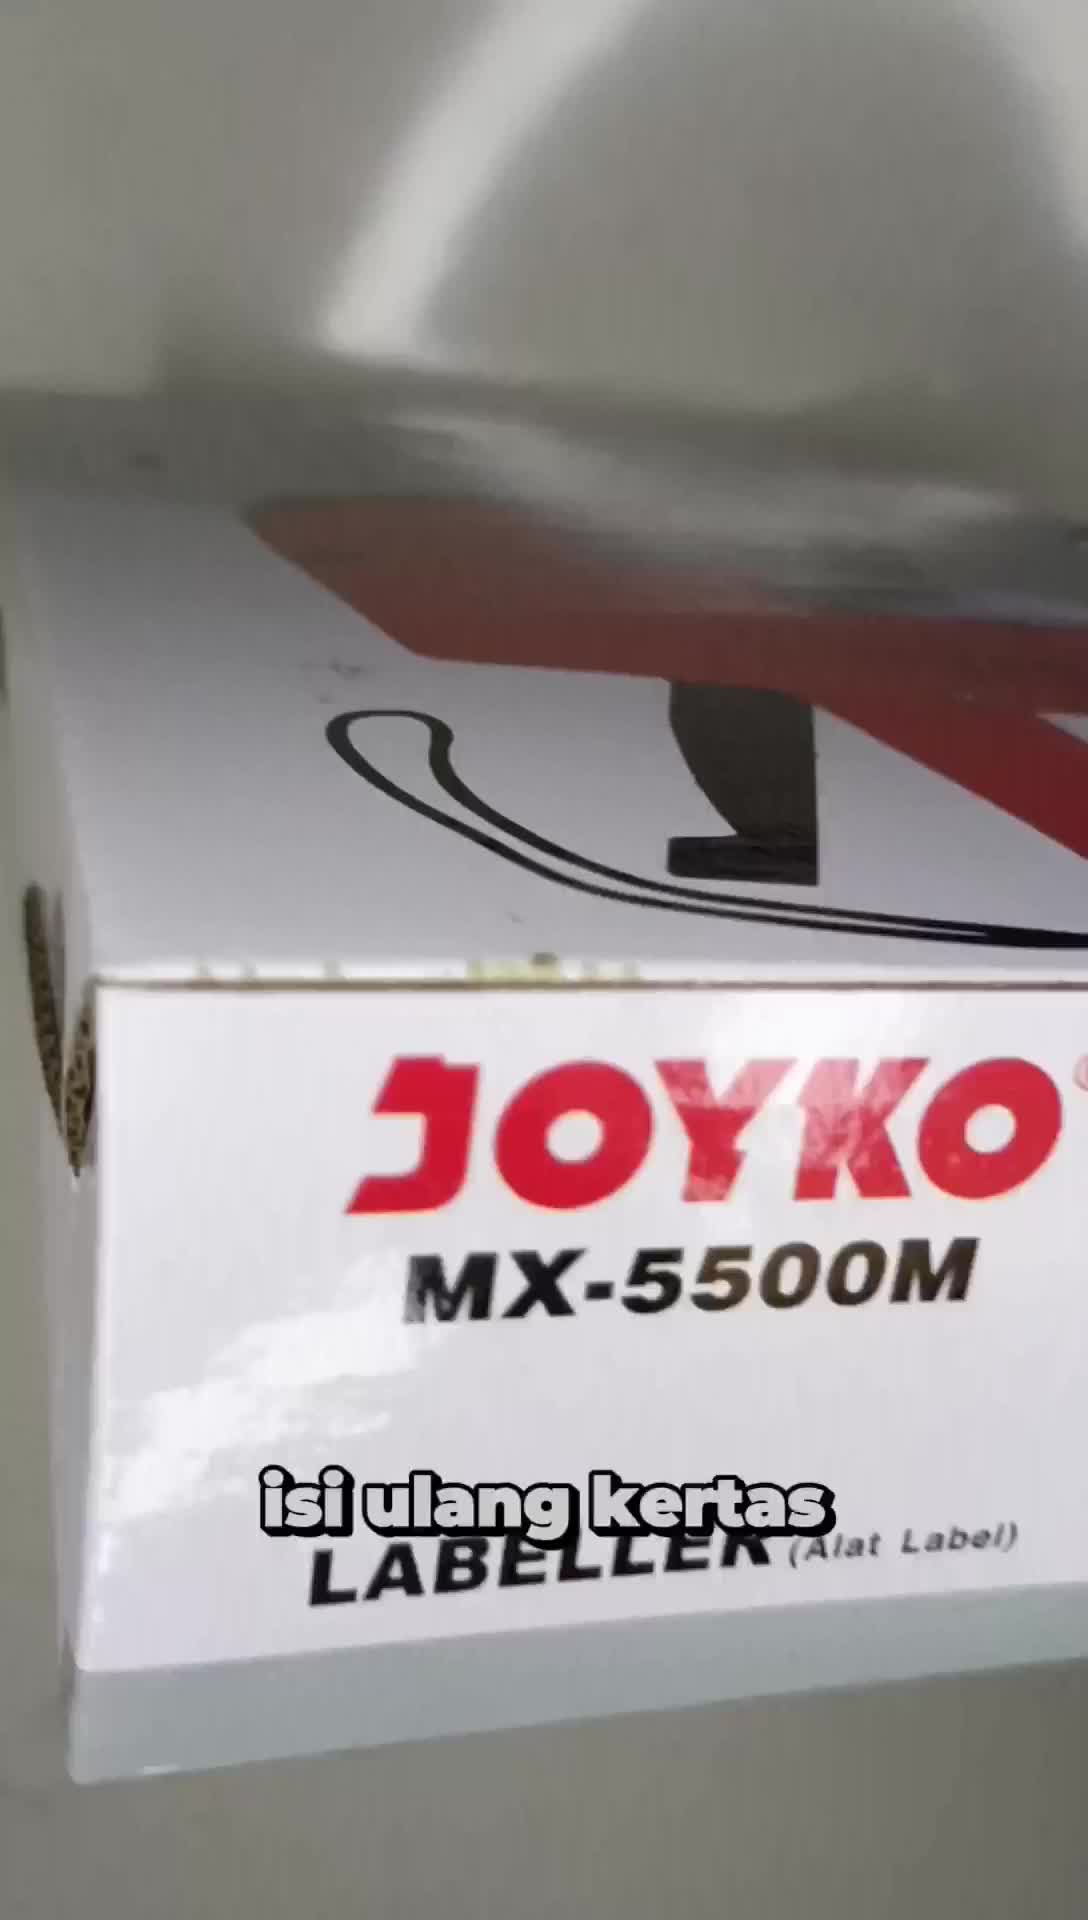 JOYKO®
MX-5500M
isi ulang kertas
LABELLER (Alat Label)